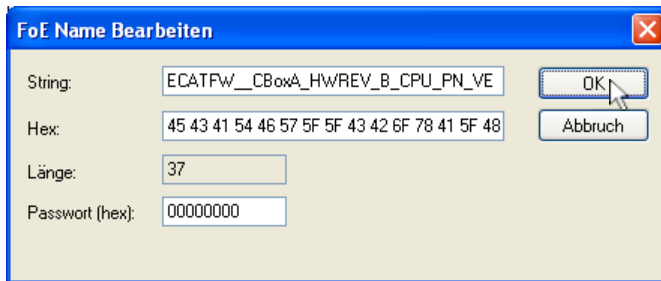 FoE Name Bearbeiten
String: ECATFW__CBoxA_HWREV_B_CPU_PN_VE OK
Hex: 45 43 41 54 46 57 5F 5F 43 42 6F 78 41 5F 48 Abbruch
Länge: 37
Passwort (hex): 00000000